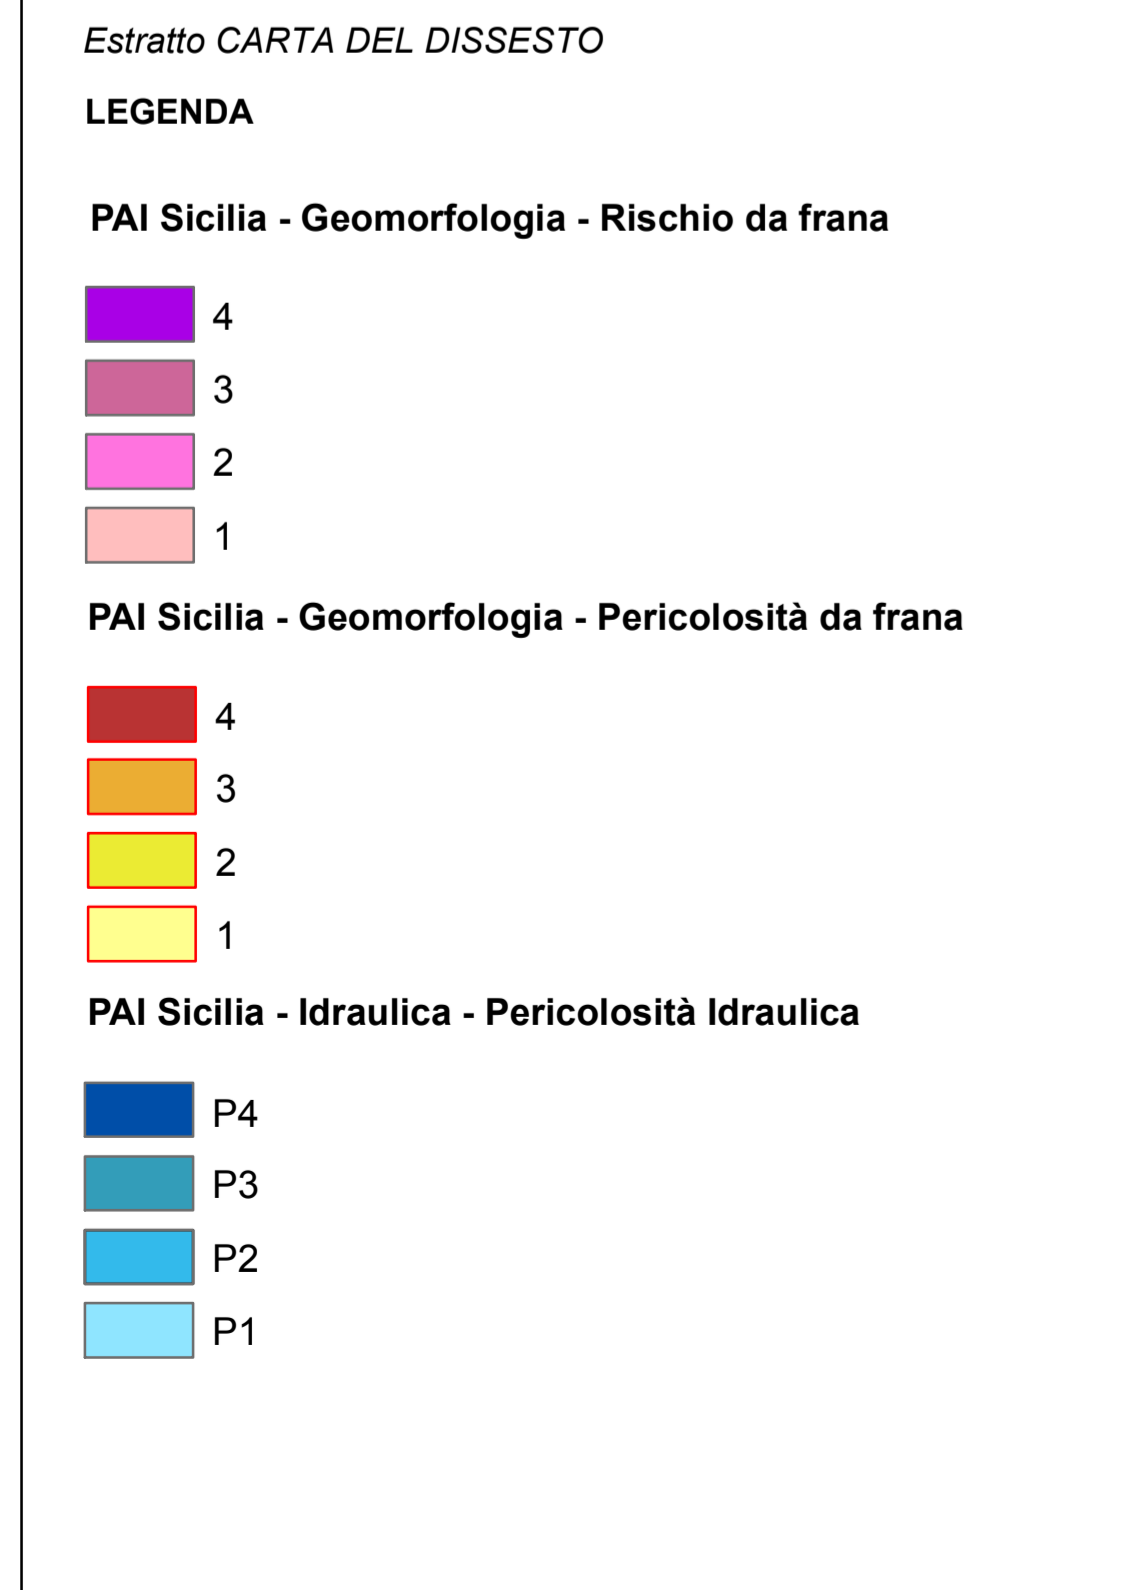 Estratto CARTA DEL DISSESTO
LEGENDA
PAI Sicilia - Geomorfologia - Rischio da frana
4
3
2
1
PAI Sicilia - Geomorfologia - Pericolosità da frana
4
3
2
1
PAI Sicilia - Idraulica - Pericolosità Idraulica
P4
P3
P2
P1